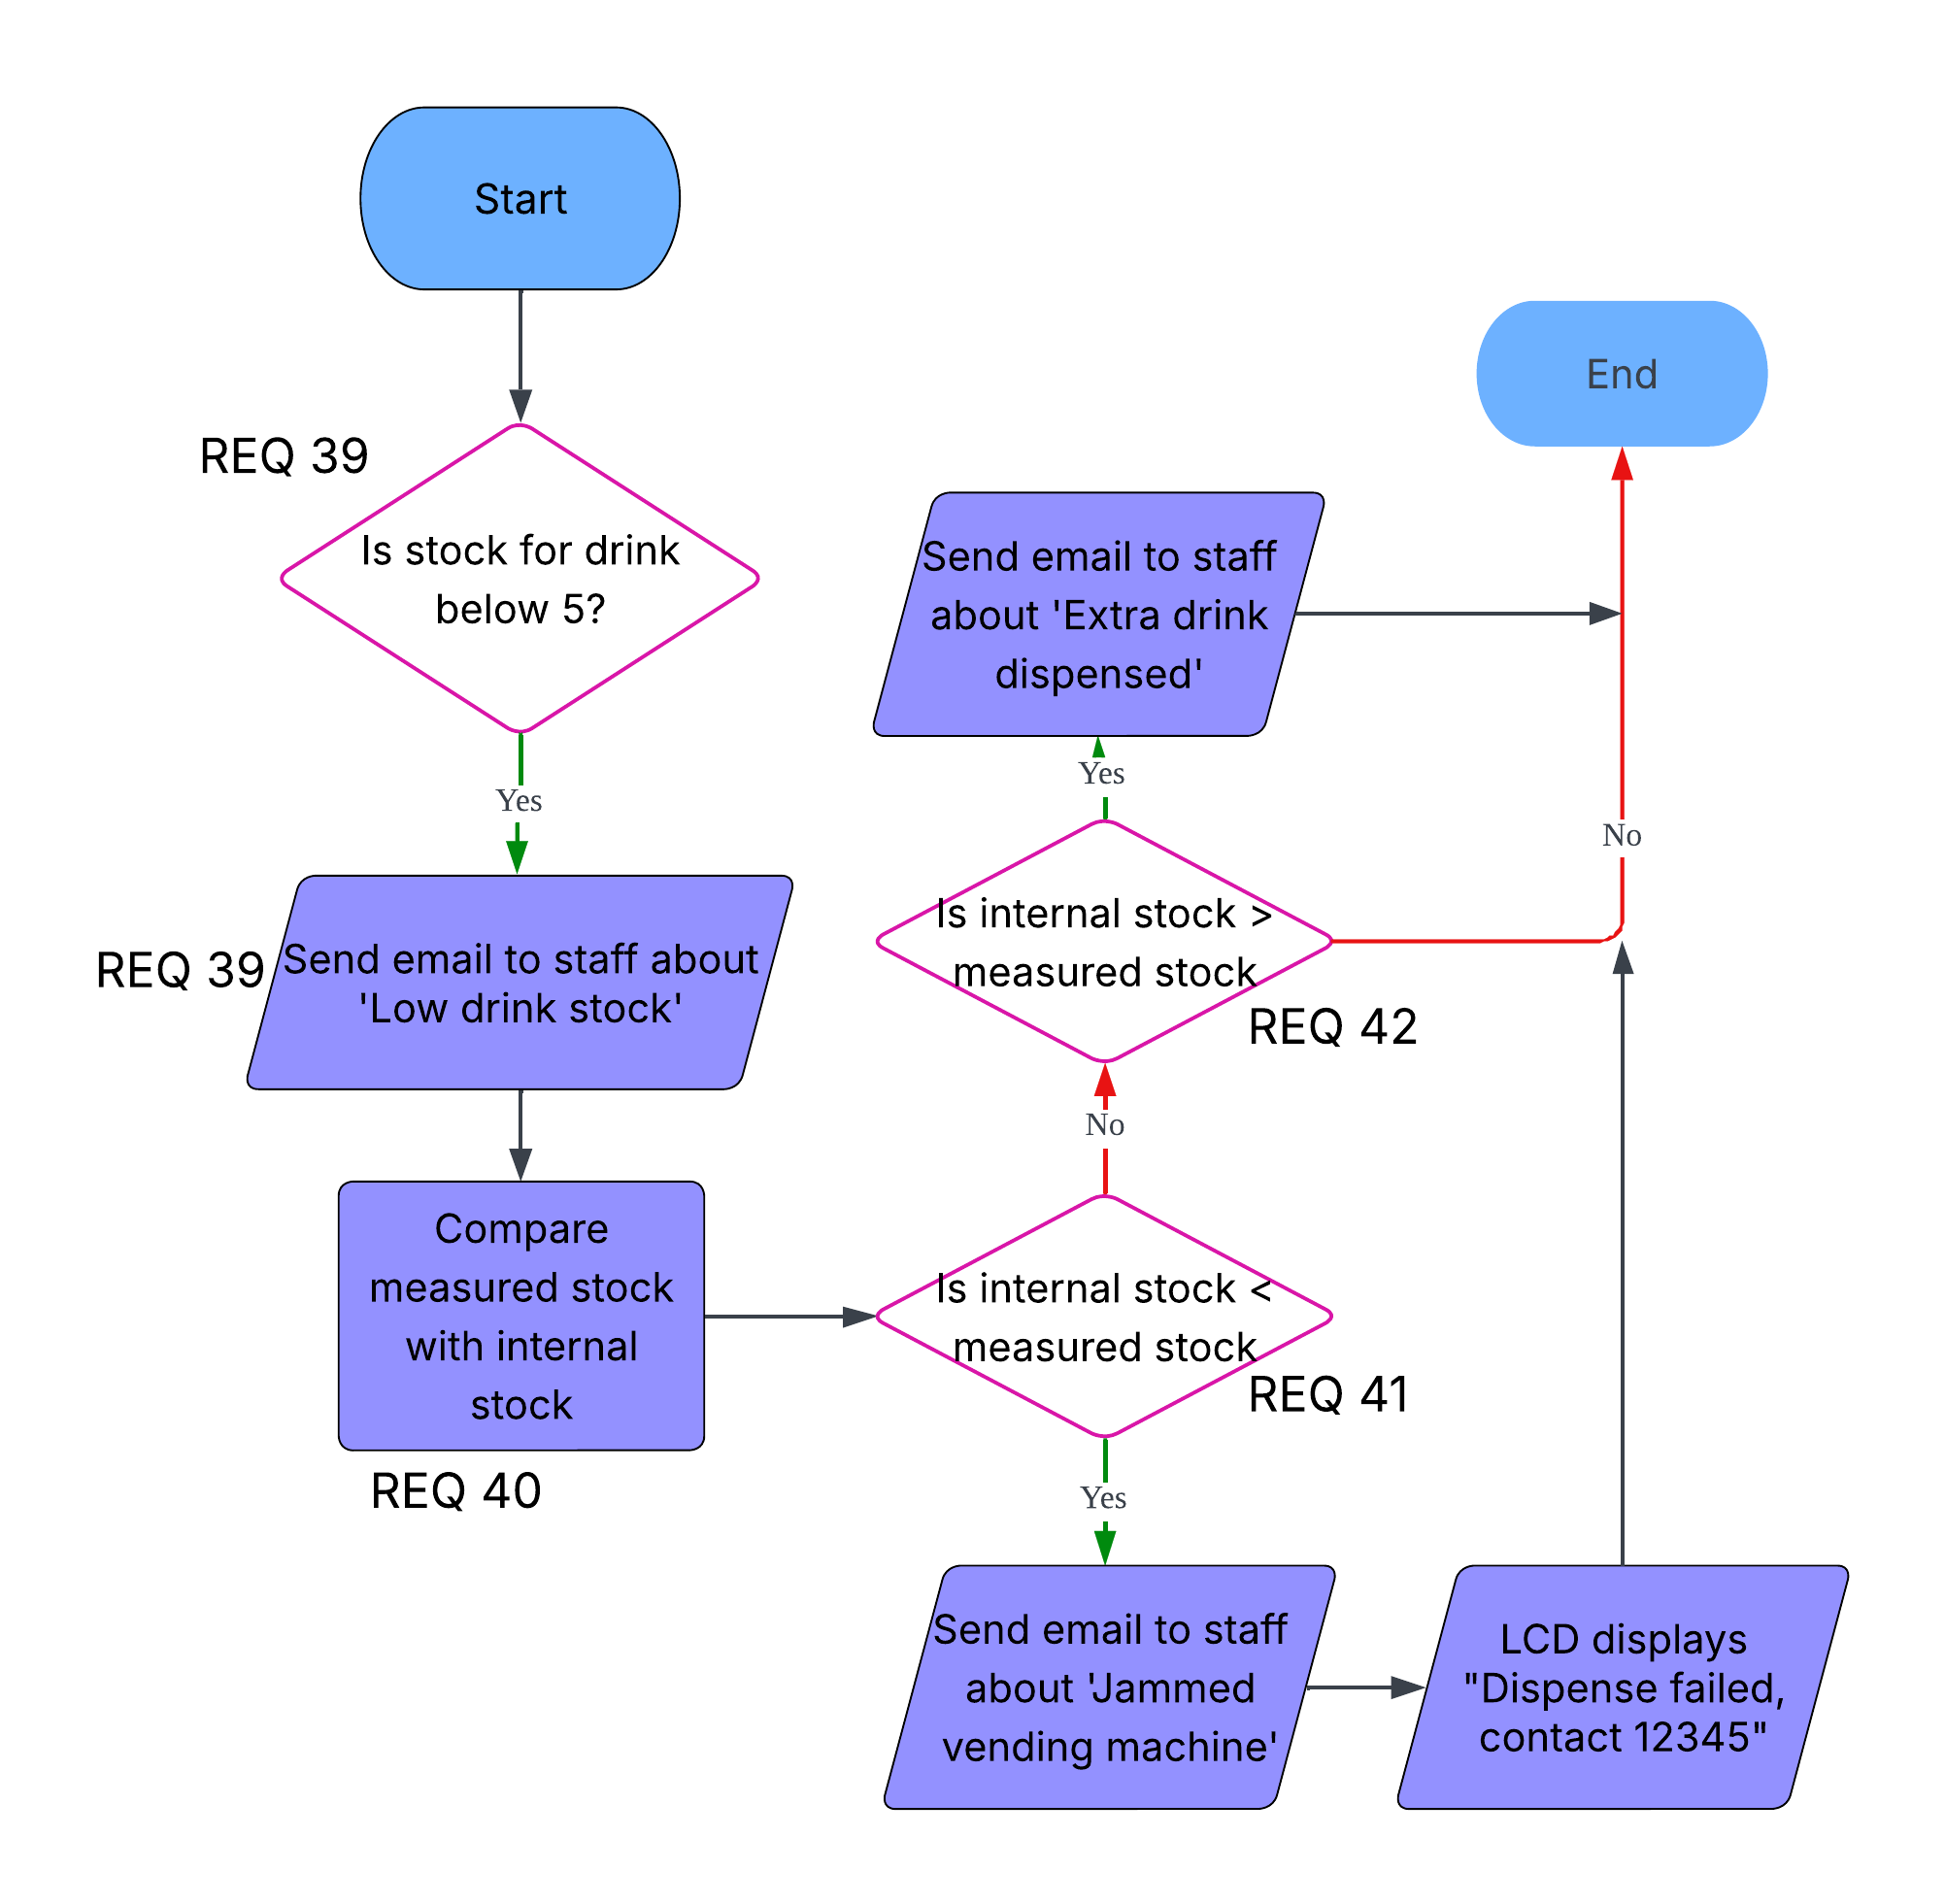 Start
REQ 39
Is stock for drink
below 5?
Yes
REQ 39
Send email to staff about
'Low drink stock'
Compare
measured stock
with internal
stock
REQ 40
Is internal stock <
measured stock
REQ 41
No
Is internal stock >
measured stock
REQ 42
Yes
Send email to staff
about 'Extra drink
dispensed'
No
End
Yes
Send email to staff
about 'Jammed
vending machine'
LCD displays
"Dispense failed,
contact 12345"